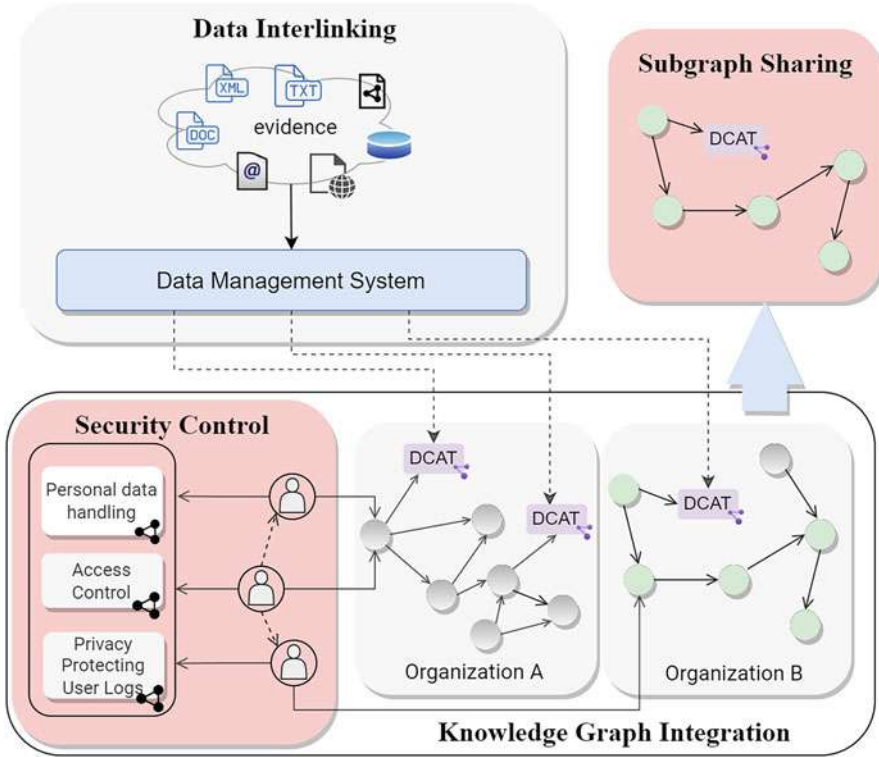 Data Interlinking
XML
TXT
DOC
evidence
@
Data Management System
Subgraph Sharing
DCAT
Security Control
Personal data
handling
Access
Control
Privacy
Protecting
User Logs
DCAT
DCAT
Organization A
DCAT
Organization B
Knowledge Graph Integration